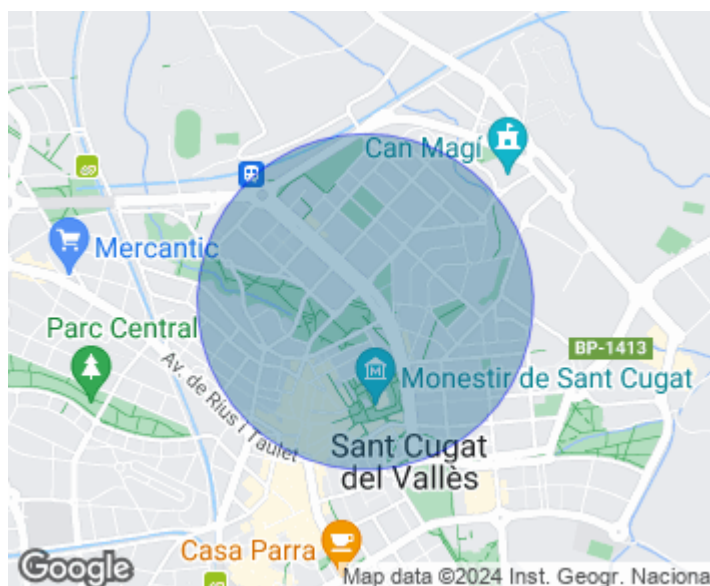 Can Magí
Mercantic
Parc Central
BP-1413
Av. de Rius i Taulet
Monestir de Sant Cugat
Sant Cugat
del Vallès
Casa Parra
Google
Map data ©2024 Inst. Geogr. Naciona